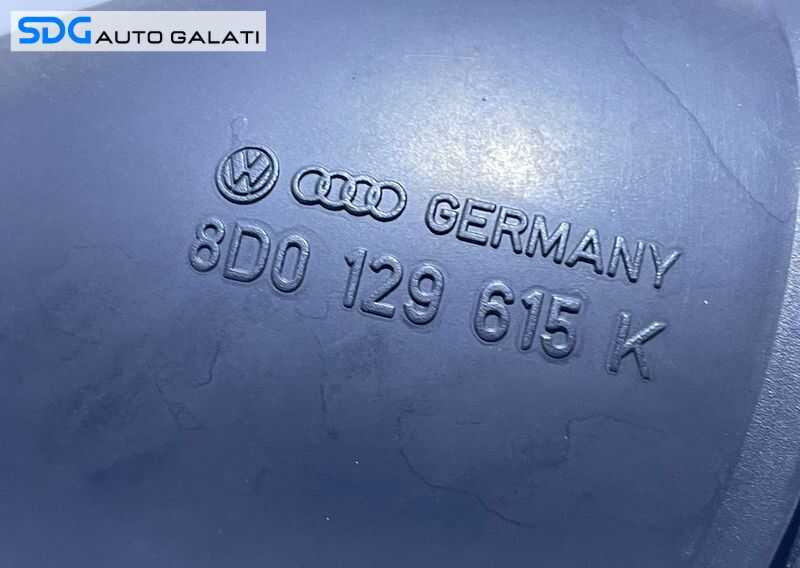 SDG AUTO GALATI
VW GERMANY
8D0 129 615 K